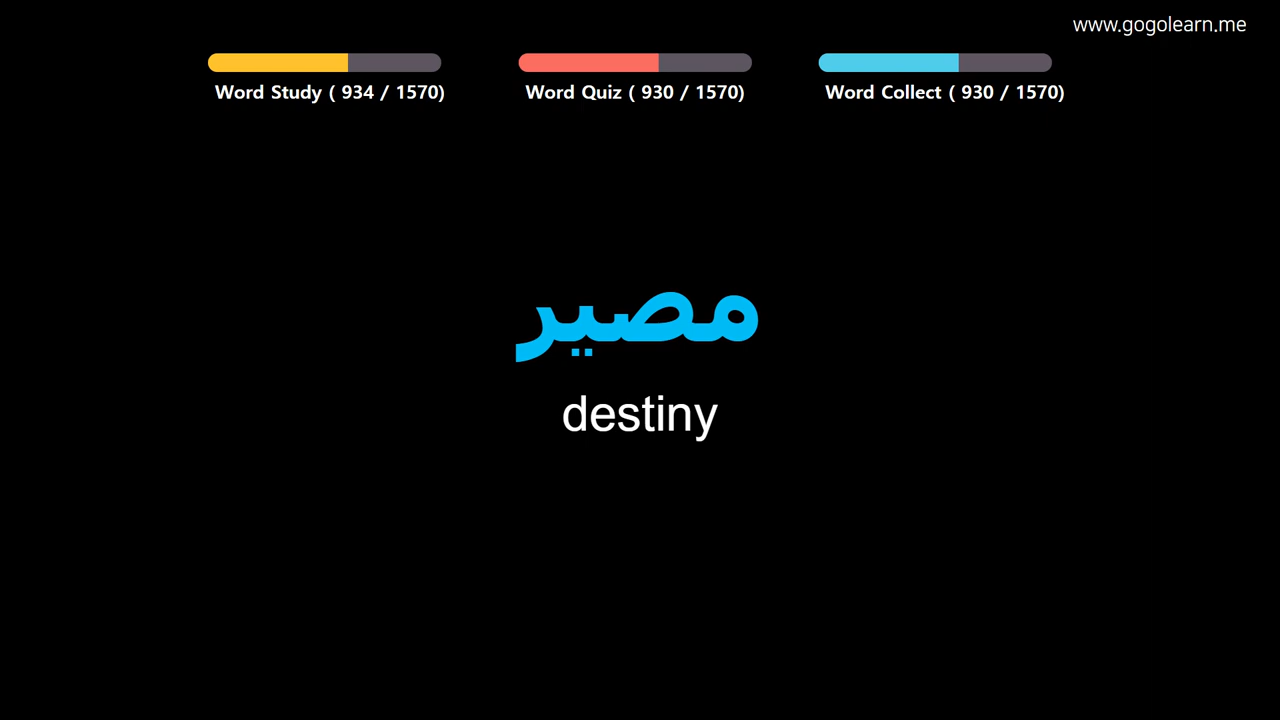 www.gogolearn.me
Word Study ( 934 / 1570)
Word Quiz ( 930 / 1570)
Word Collect ( 930 / 1570)
مصير
destiny